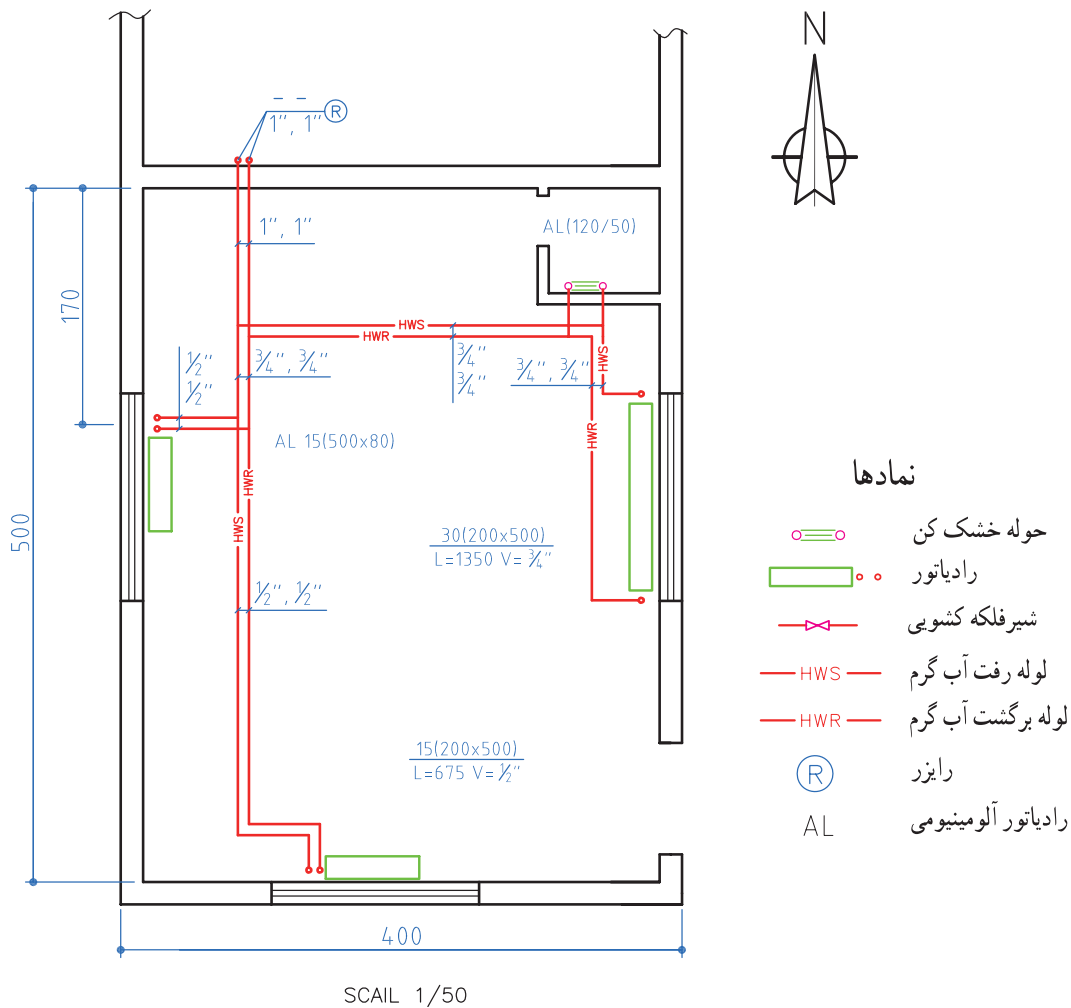 N
R
1", 1"
1", 1"
AL(120/50)
170
500
HWS
HWR
1/2"
1/2"
3/4", 3/4"
3/4"
3/4"
3/4", 3/4"
HWS
HWR
AL 15(500x80)
HWR
HWS
30(200x500)
L=1350 V= 3/4"
1/2", 1/2"
15(200x500)
L=675 V= 1/2"
400
SCAIL 1/50
نمادها
حوله خشک کن
رادیاتور
شیرفلکه کشویی
HWS لوله رفت آب گرم
HWR لوله برگشت آب گرم
R رایزر
AL رادیاتور آلومینیومی